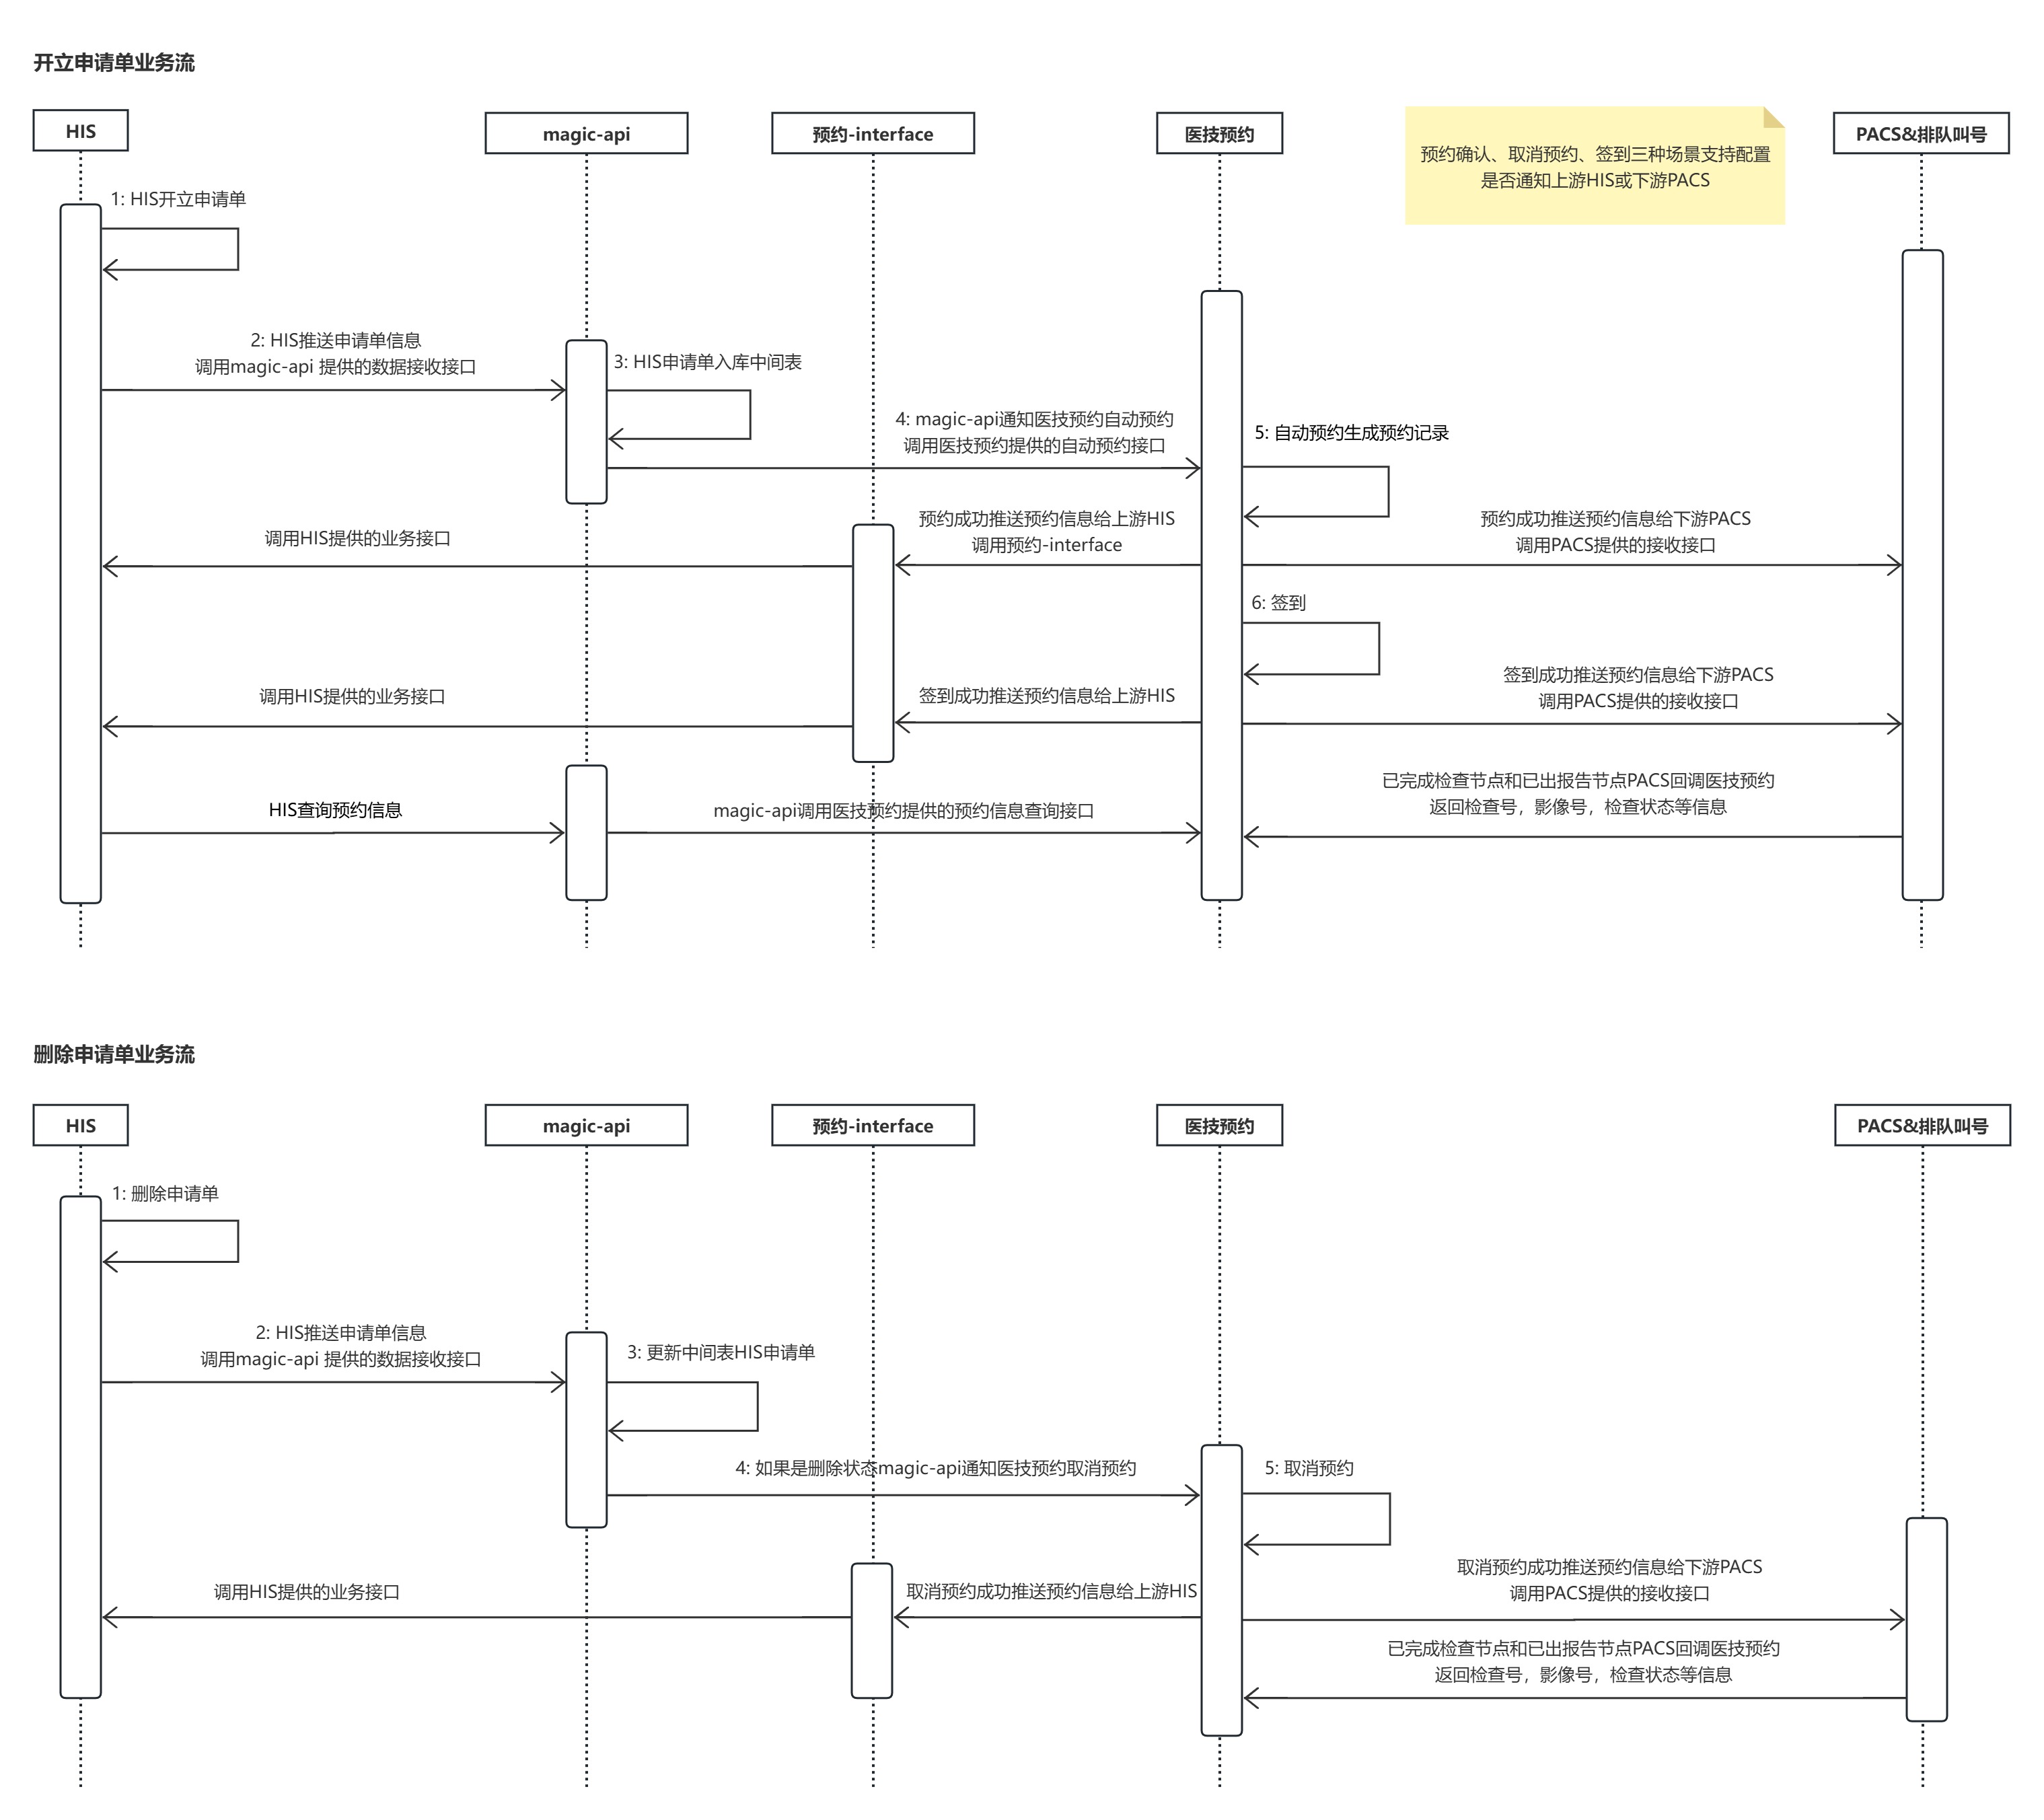 开立申请单业务流
HIS
magic-api
预约-interface
医技预约
PACS&排队叫号
预约确认、取消预约、签到三种场景支持配置
是否通知上游HIS或下游PACS
1: HIS开立申请单
2: HIS推送申请单信息
调用magic-api 提供的数据接收接口
3: HIS申请单入库中间表
4: magic-api通知医技预约自动预约
调用医技预约提供的自动预约接口
5: 自动预约生成预约记录
调用HIS提供的业务接口
预约成功推送预约信息给上游HIS
调用预约-interface
预约成功推送预约信息给下游PACS
调用PACS提供的接收接口
6: 签到
调用HIS提供的业务接口
签到成功推送预约信息给上游HIS
签到成功推送预约信息给下游PACS
调用PACS提供的接收接口
HIS查询预约信息
magic-api调用医技预约提供的预约信息查询接口
已完成检查节点和已出报告节点PACS回调医技预约
返回检查号，影像号，检查状态等信息
删除申请单业务流
HIS
magic-api
预约-interface
医技预约
PACS&排队叫号
1: 删除申请单
2: HIS推送申请单信息
调用magic-api 提供的数据接收接口
3: 更新中间表HIS申请单
4: 如果是删除状态magic-api通知医技预约取消预约
5: 取消预约
调用HIS提供的业务接口
取消预约成功推送预约信息给上游HIS
取消预约成功推送预约信息给下游PACS
调用PACS提供的接收接口
已完成检查节点和已出报告节点PACS回调医技预约
返回检查号，影像号，检查状态等信息